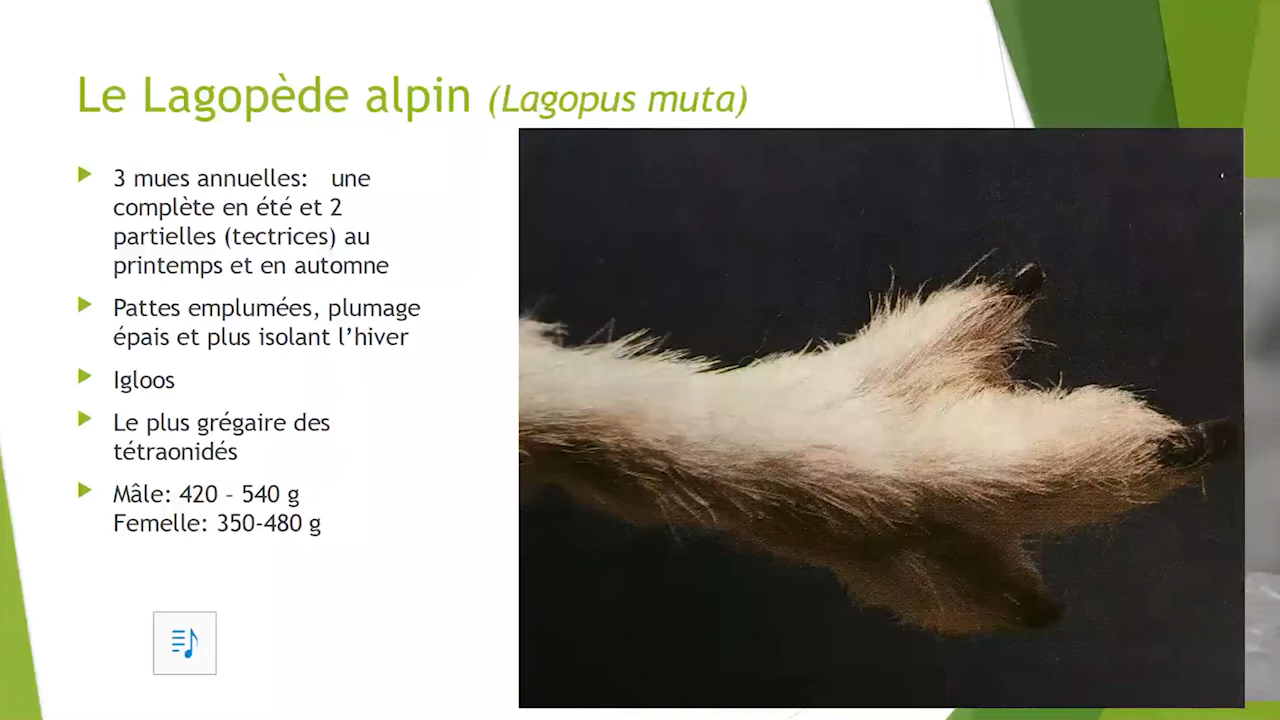 Le Lagopède alpin (Lagopus muta)
3 mues annuelles: une
complète en été et 2
partielles (tectrices) au
printemps et en automne
Pattes emplumées, plumage
épais et plus isolant l’hiver
Igloos
Le plus grégaire des
tétraonidés
Mâle: 420 – 540 g
Femelle: 350-480 g